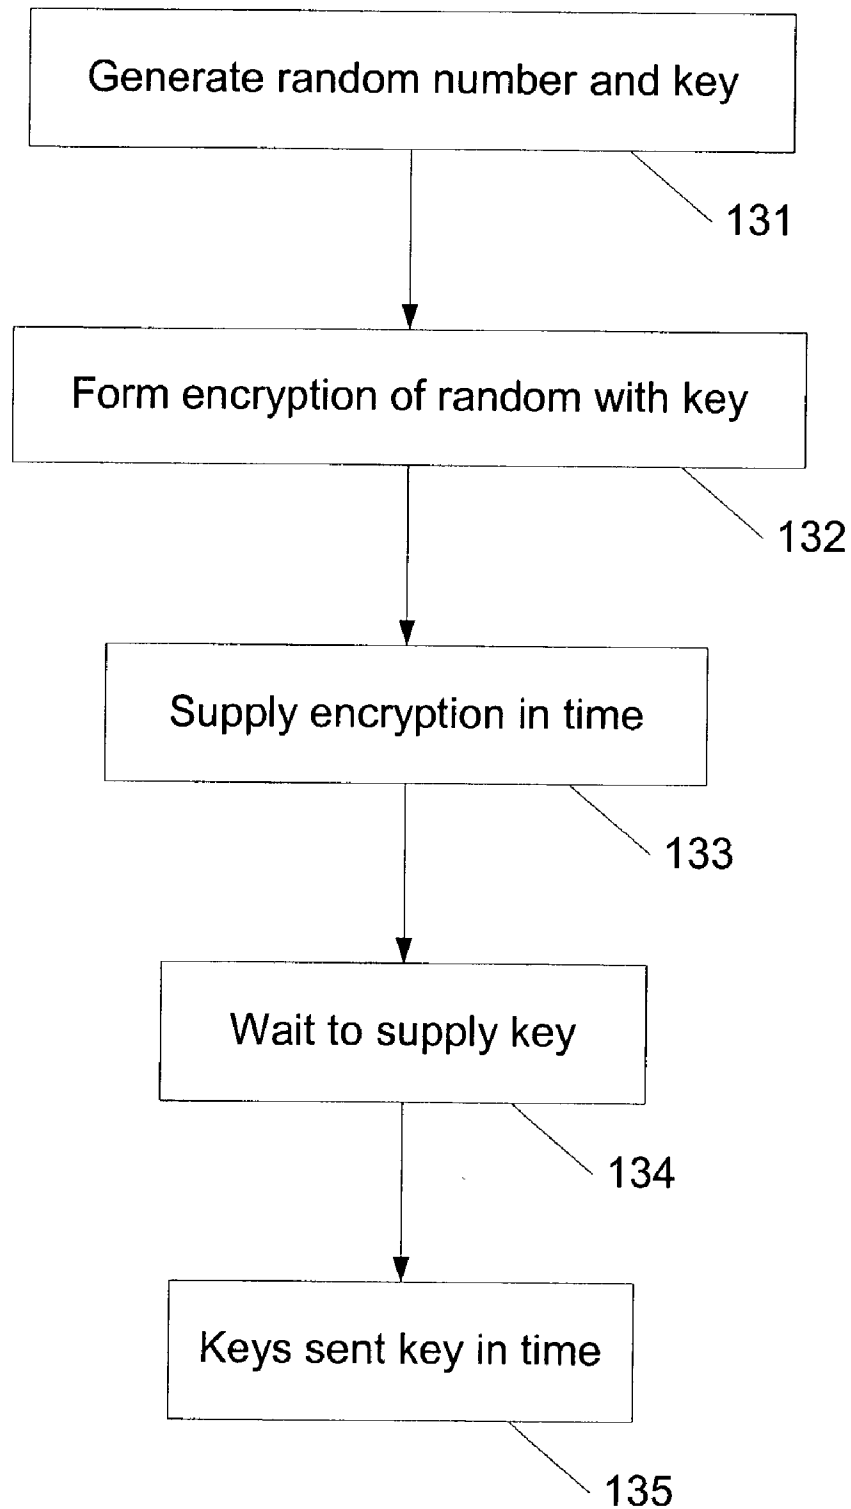 Generate random number and key
131
Form encryption of random with key
132
Supply encryption in time
133
Wait to supply key
134
Keys sent key in time
135